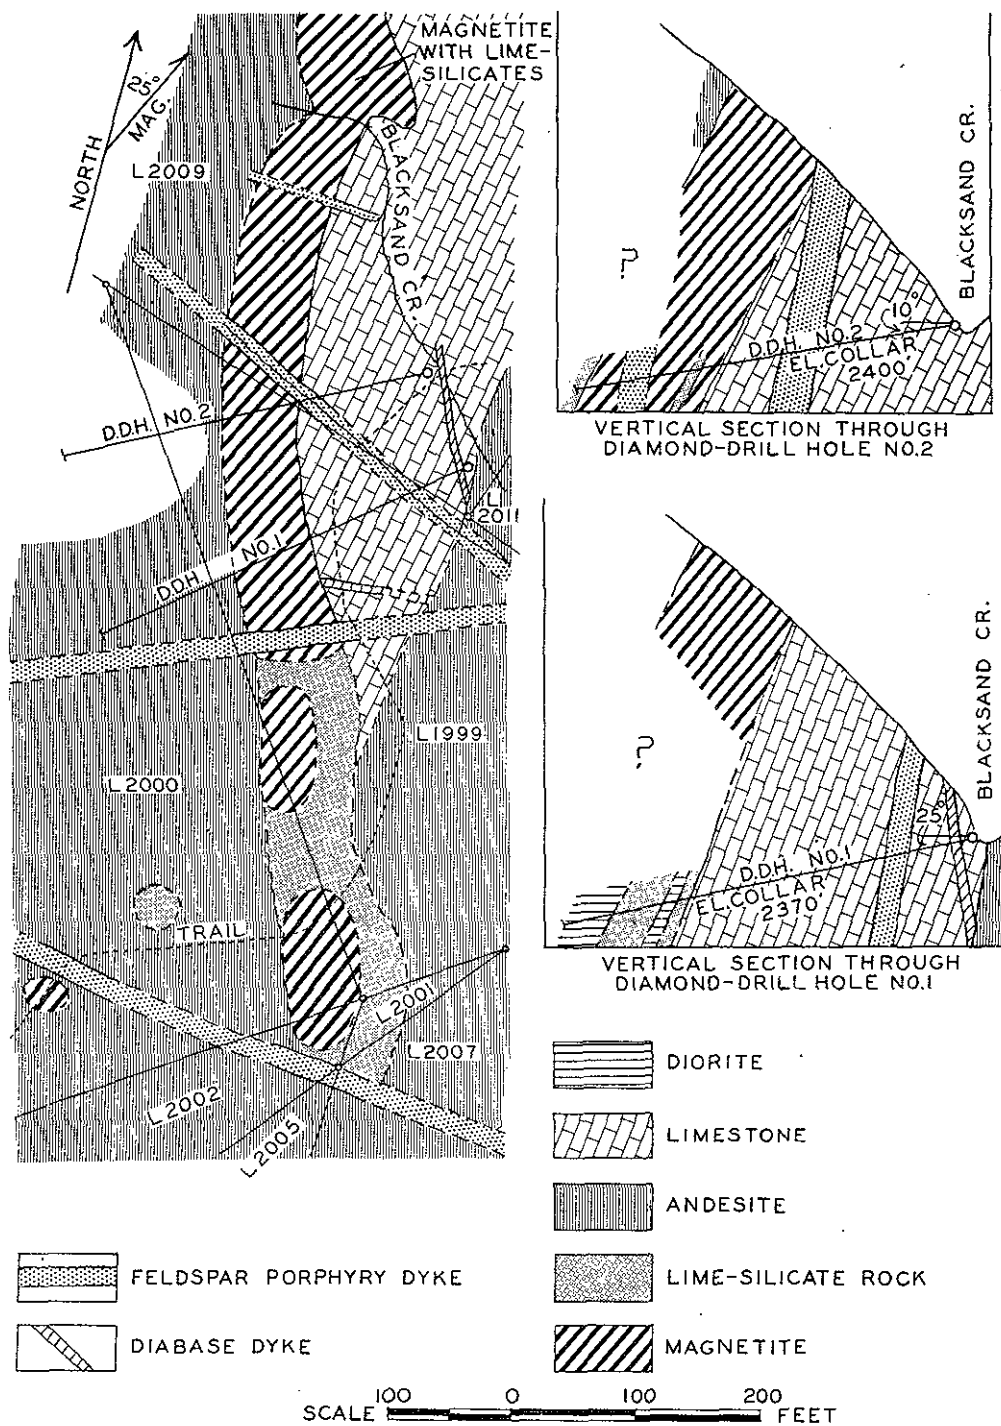 MAGNETITE
WITH LIME-
SILICATES
25°
MAG.
NORTH
L2009
BLACKSAND CR.
D.D.H. NO.2
L
2011
D.D.H. NO.1
L1999
L2000
TRAIL
L2001
L2007
L2002
L2005
?
10°
D.D.H. NO.2
EL. COLLAR
2400'
BLACKSAND CR.
VERTICAL SECTION THROUGH
DIAMOND-DRILL HOLE NO.2
?
25°
D.D.H. NO.1
EL. COLLAR
2370'
BLACKSAND CR.
VERTICAL SECTION THROUGH
DIAMOND-DRILL HOLE NO.1
DIORITE
LIMESTONE
ANDESITE
LIME-SILICATE ROCK
MAGNETITE
FELDSPAR PORPHYRY DYKE
DIABASE DYKE
100 0 100 200
SCALE FEET